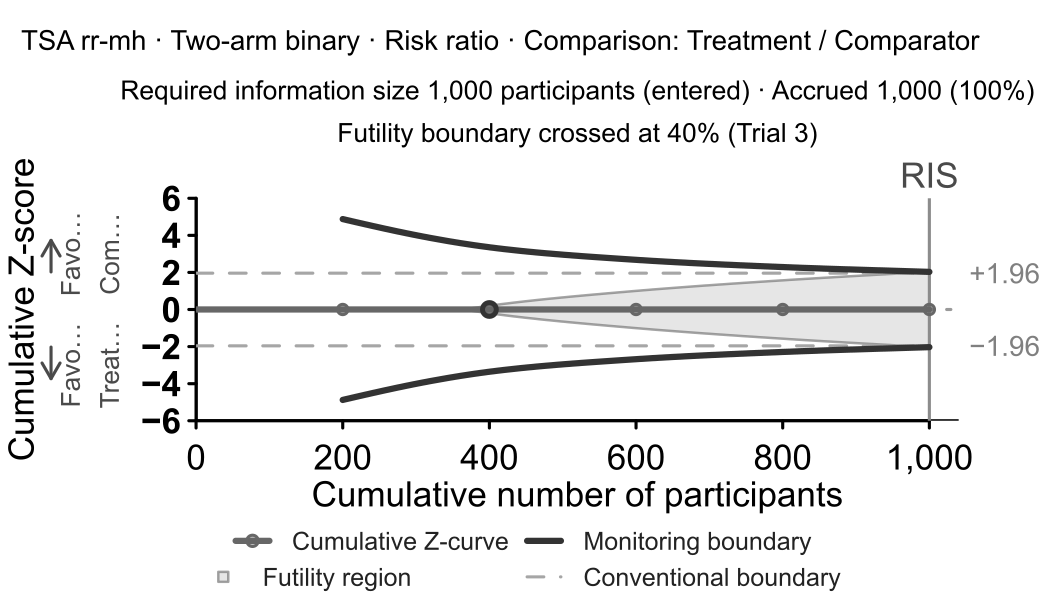 TSA rr-mh · Two-arm binary · Risk ratio · Comparison: Treatment / Comparator
Required information size 1,000 participants (entered) · Accrued 1,000 (100%)
Futility boundary crossed at 40% (Trial 3)
RIS
Cumulative Z-score
Favo…
Com…
Favo…
Treat…
6
4
2
0
−2
−4
−6
+1.96
−1.96
0
200
400
600
800
1,000
Cumulative number of participants
Cumulative Z-curve
Monitoring boundary
Futility region
Conventional boundary